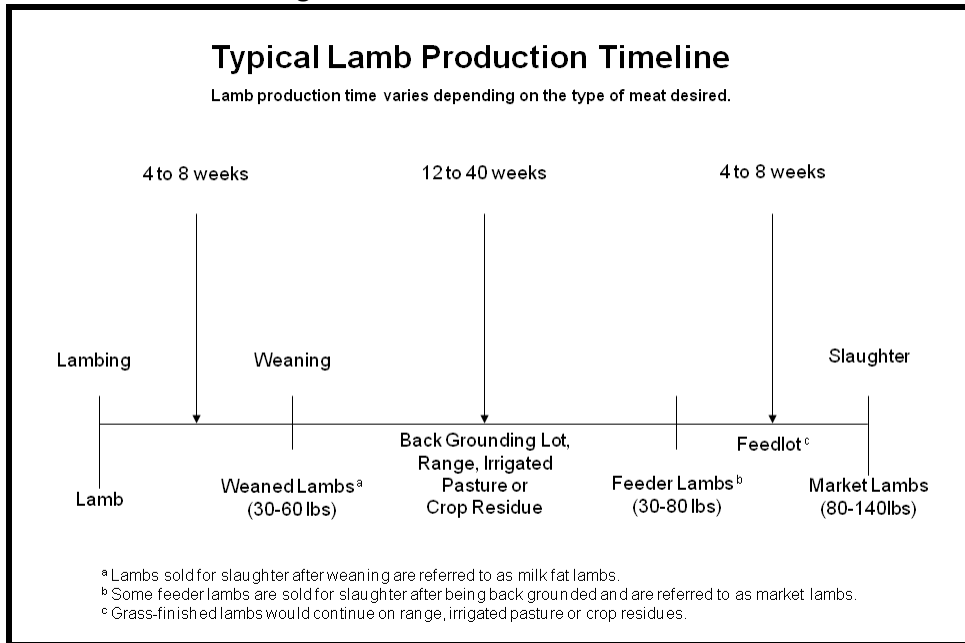 Typical Lamb Production Timeline
Lamb production time varies depending on the type of meat desired.
4 to 8 weeks
12 to 40 weeks
4 to 8 weeks
Lambing
Weaning
Slaughter
Lamb
Weaned Lambs a
(30-60 lbs)
Back Grounding Lot,
Range, Irrigated
Pasture or
Crop Residue
Feeder Lambs b
(30-80 lbs)
Feedlot c
Market Lambs
(80-140lbs)
a Lambs sold for slaughter after weaning are referred to as milk fat lambs.
b Some feeder lambs are sold for slaughter after being back grounded and are referred to as market lambs.
c Grass-finished lambs would continue on range, irrigated pasture or crop residues.